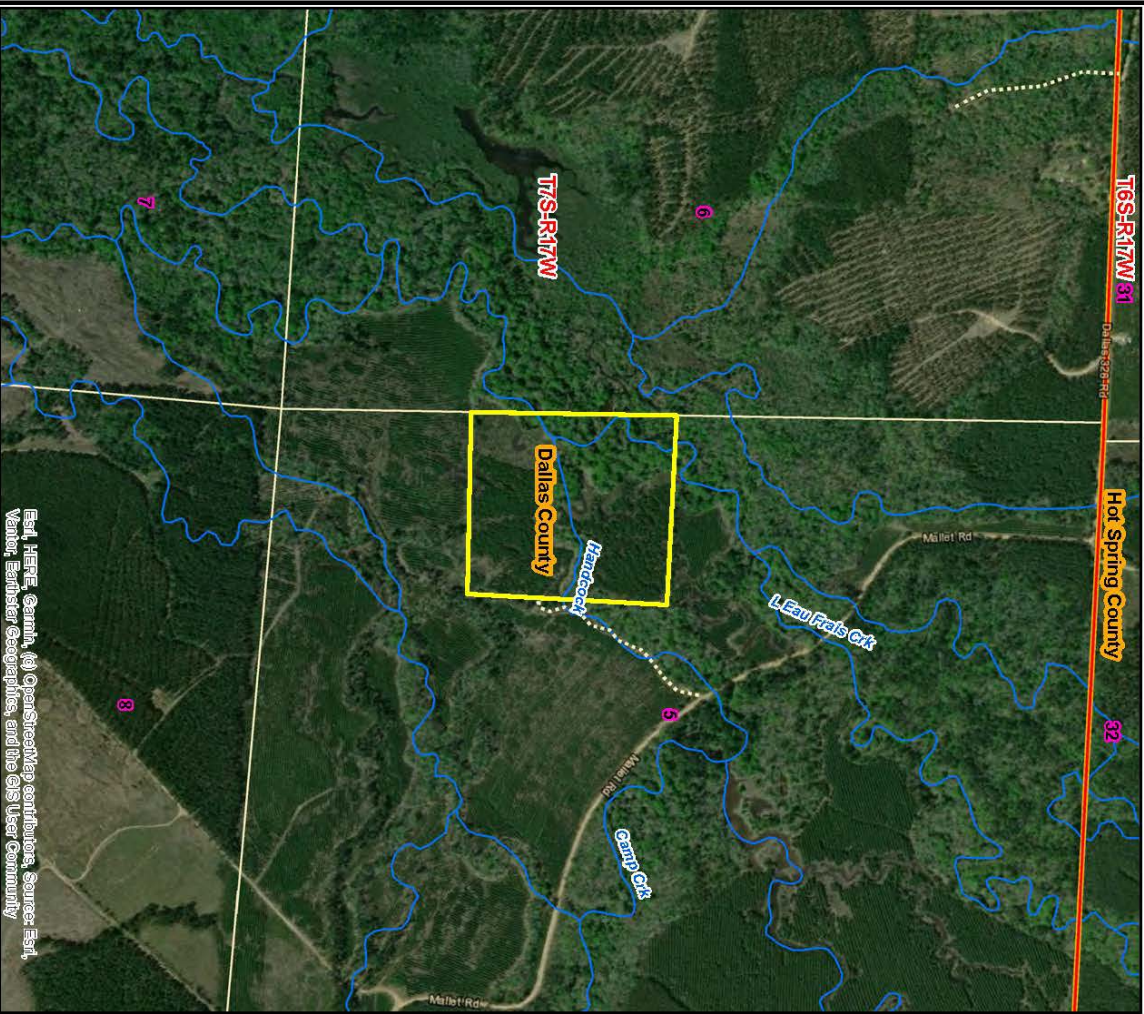 T6S-R17W 31
Dallas 326 Rd
Hot Spring County
32
6
T7S-R17W
Mallet Rd
L Eau Frais Crk
Dallas County
Handcock
5
Mallet Rd
Camp Crk
7
8
Mallet Rd
Esri, HERE, Garmin, (c) OpenStreetMap contributors, Source: Esri,
Vantor, Earthstar Geographics, and the GIS User Community